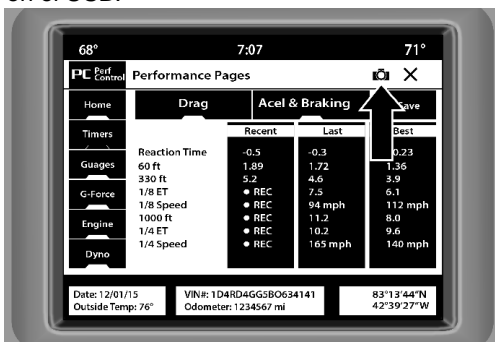 68° 7:07 71°
PC Perf Control Performance Pages X
Home Drag Acel & Braking Save
Timers Recent Last Best
Reaction Time -0.5 -0.3 0.23
Guages 60 ft 1.89 1.72 1.36
330 ft 5.2 4.6 3.9
G-Force 1/8 ET ● REC 7.5 6.1
1/8 Speed ● REC 94 mph 112 mph
Engine 1000 ft ● REC 11.2 8.0
1/4 ET ● REC 10.2 9.6
1/4 Speed ● REC 165 mph 140 mph
Dyno
Date: 12/01/15 VIN#: 1D4RD4GG5BO634141 83°13'44"N
Outside Temp: 76° Odometer: 1234567 mi 42°39'27"W